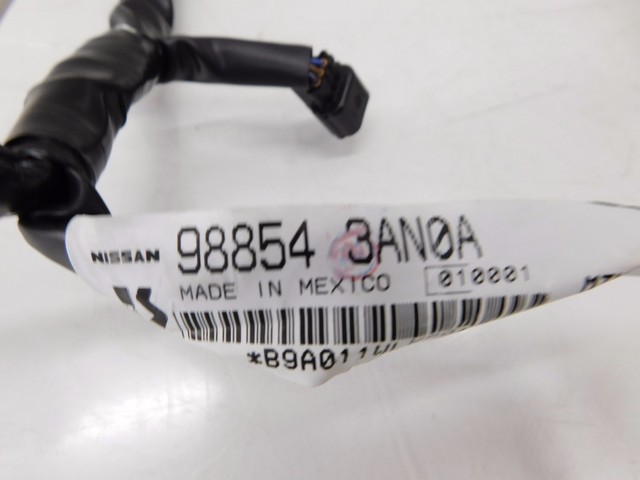 NISSAN 98854 3AN0A
MADE IN MEXICO 010001
*B9A011W